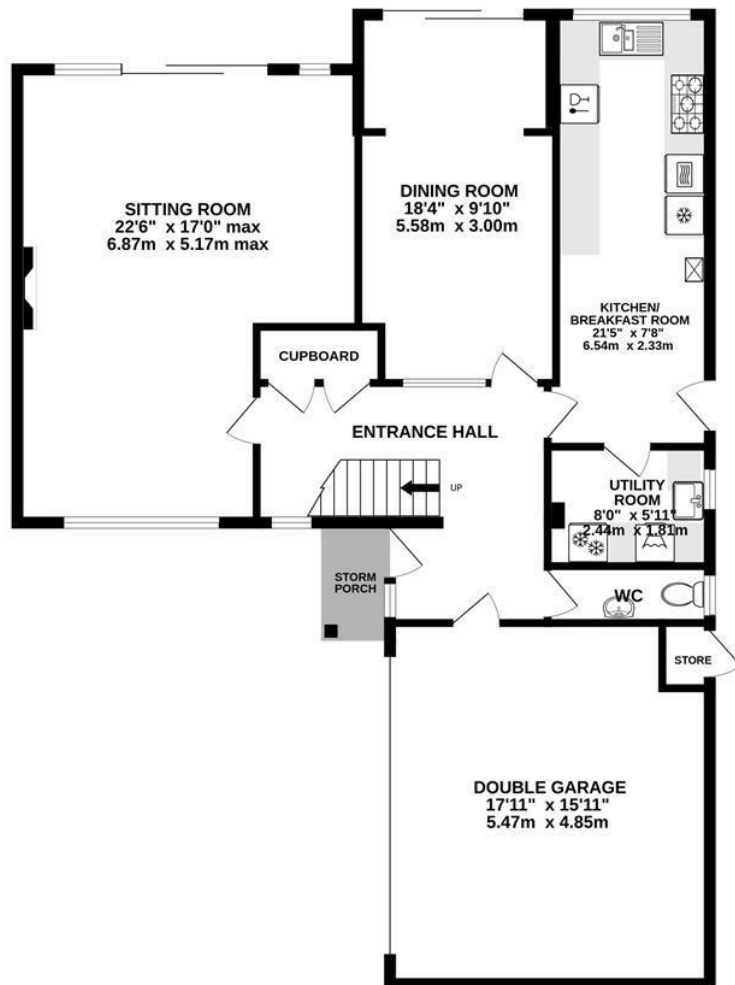 SITTING ROOM
22'6" x 17'0" max
6.87m x 5.17m max
DINING ROOM
18'4" x 9'10"
5.58m x 3.00m
KITCHEN/
BREAKFAST ROOM
21'5" x 7'8"
6.54m x 2.33m
CUPBOARD
ENTRANCE HALL
UP
UTILITY
ROOM
8'0" x 5'11"
2.44m x 1.81m
STORM
PORCH
WC
STORE
DOUBLE GARAGE
17'11" x 15'11"
5.47m x 4.85m